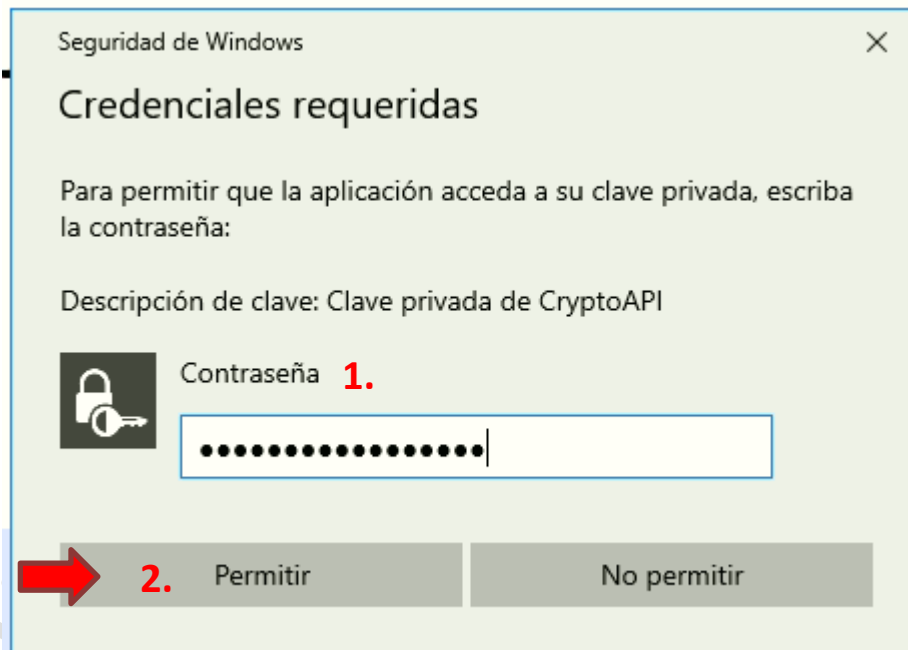 Seguridad de Windows
Credenciales requeridas
Para permitir que la aplicación acceda a su clave privada, escriba
la contraseña:
Descripción de clave: Clave privada de CryptoAPI
Contraseña 1.
●●●●●●●●●●●●●●●●●
2. Permitir
No permitir